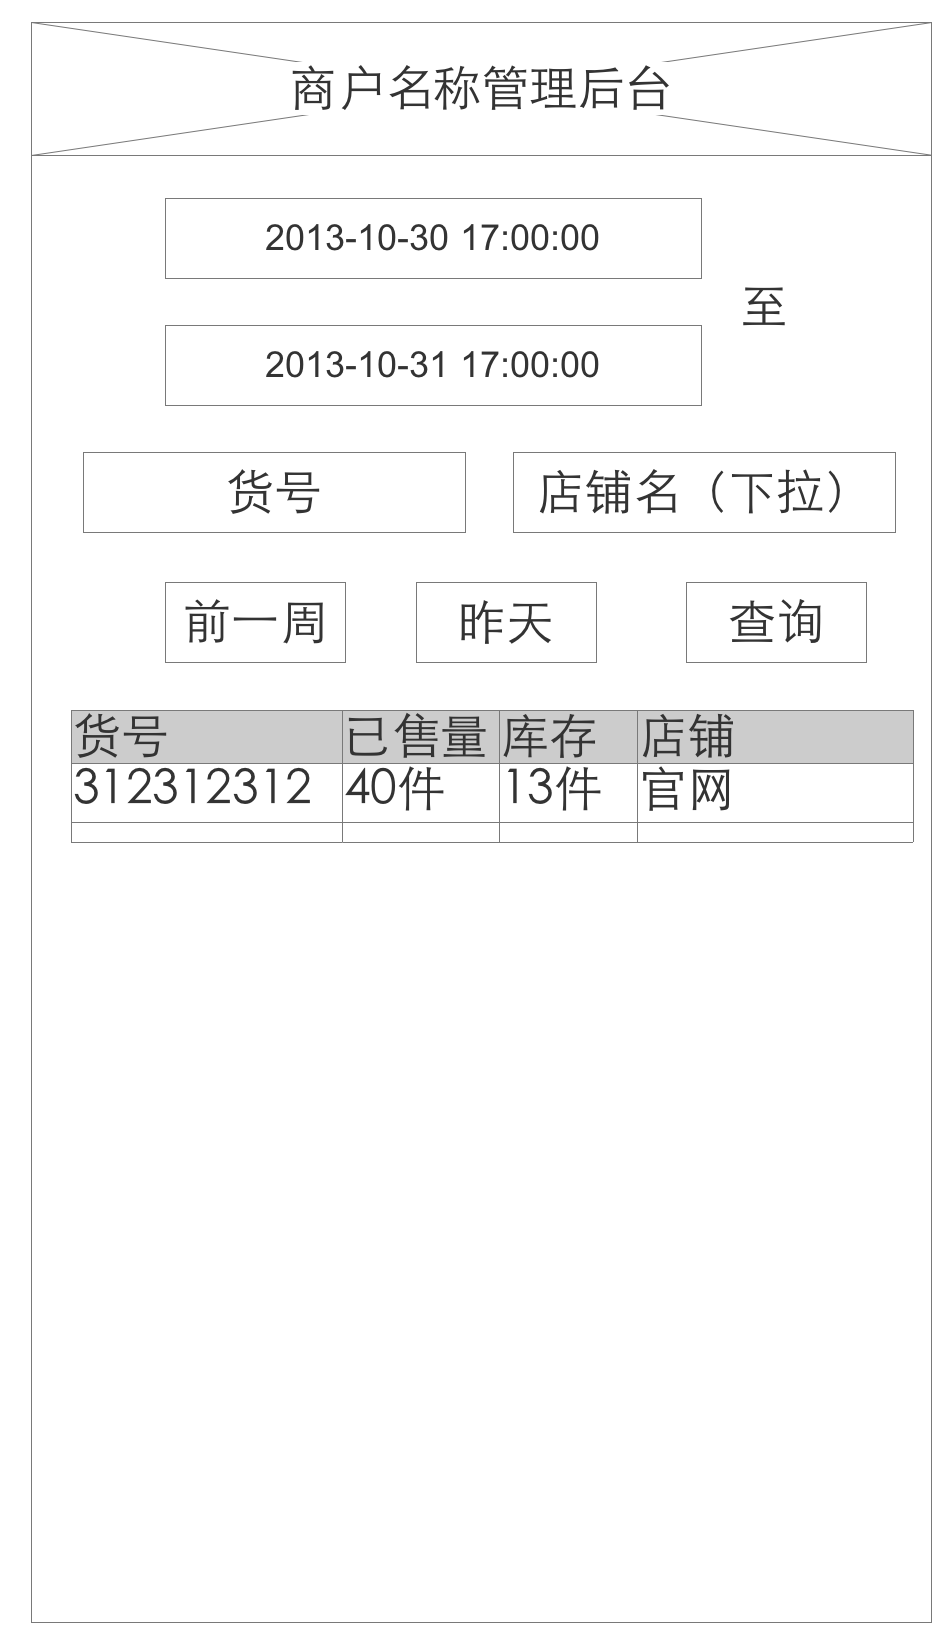 商户名称管理后台
2013-10-30 17:00:00
至
2013-10-31 17:00:00
货号 店铺名（下拉）
前一周 昨天 查询
货号 已售量 库存 店铺
312312312 40件 13件 官网